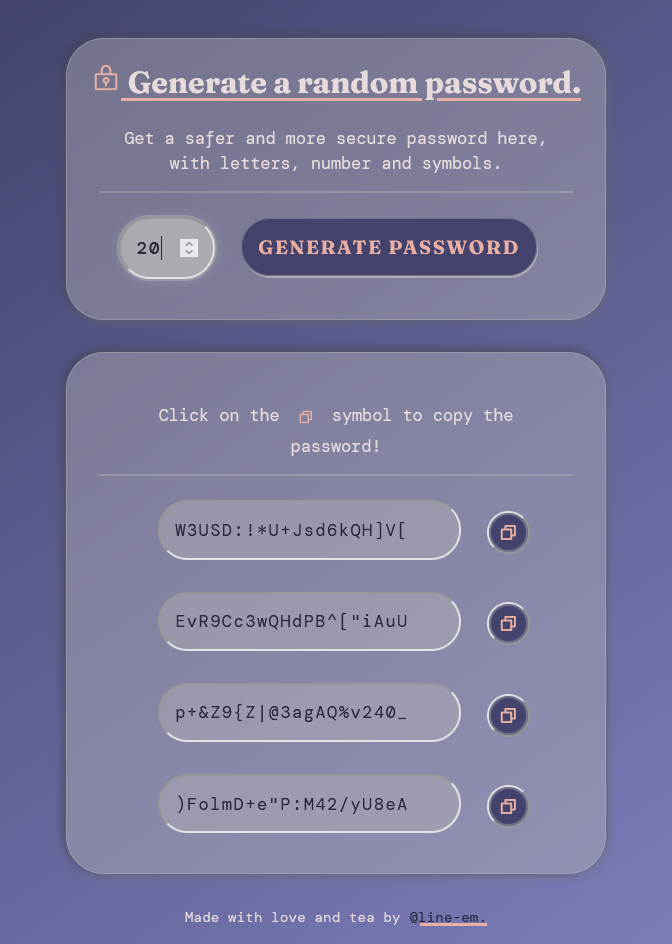 Generate a random password.
Get a safer and more secure password here,
with letters, number and symbols.
20
GENERATE PASSWORD
Click on the symbol to copy the
password!
W3USD:!*U+Jsd6kQH]V[
EvR9Cc3wQHdPB^["iAuU
p+&Z9{Z|@3agAQ%v240_
)FolmD+e"P:M42/yU8eA
Made with love and tea by @line-em.